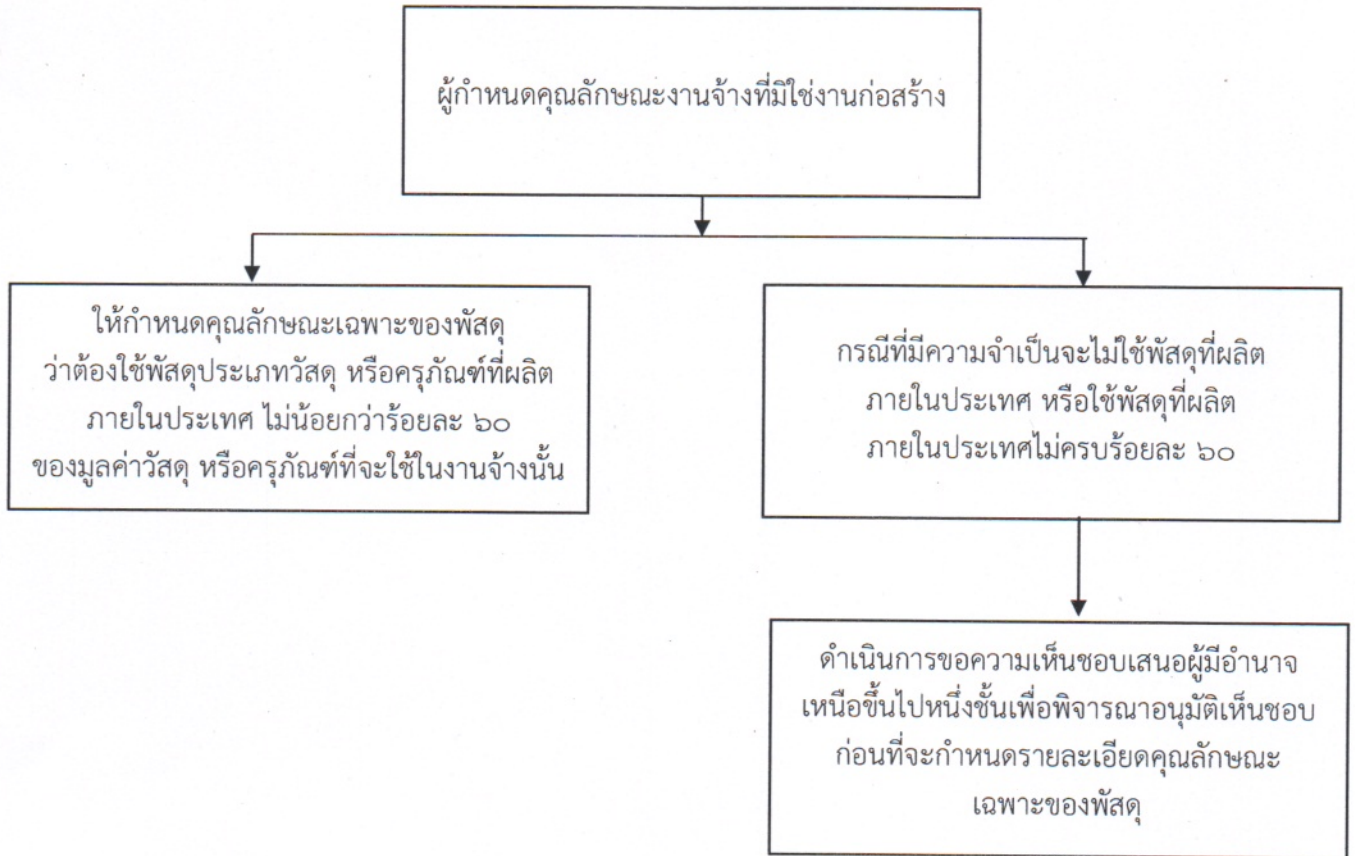 ผู้กำหนดคุณลักษณะงานจ้างที่มิใช่งานก่อสร้าง
ให้กำหนดคุณลักษณะเฉพาะของพัสดุ
ว่าต้องใช้พัสดุประเภทวัสดุ หรือครุภัณฑ์ที่ผลิต
ภายในประเทศ ไม่น้อยกว่าร้อยละ ๖๐
ของมูลค่าวัสดุ หรือครุภัณฑ์ที่จะใช้ในงานจ้างนั้น
กรณีที่มีความจำเป็นจะไม่ใช้พัสดุที่ผลิต
ภายในประเทศ หรือใช้พัสดุที่ผลิต
ภายในประเทศไม่ครบร้อยละ ๖๐
ดำเนินการขอความเห็นชอบเสนอผู้มีอำนาจ
เหนือขึ้นไปหนึ่งชั้นเพื่อพิจารณาอนุมัติเห็นชอบ
ก่อนที่จะกำหนดรายละเอียดคุณลักษณะ
เฉพาะของพัสดุ